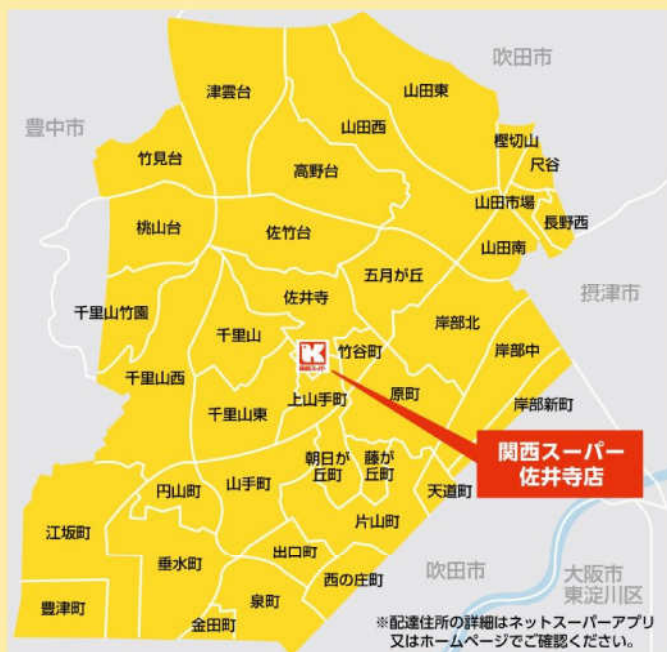 吹田市
津雲台
山田東
豊中市
山田西
竹見台
樫切山
高野台
尺谷
山田市場
桃山台
佐竹台
長野西
山田南
五月が丘
摂津市
佐井寺
千里山竹園
千里山
岸部北
竹谷町
岸部中
K
関西スーパー
千里山西
原町
上山手町
岸部新町
千里山東
関西スーパー
佐井寺店
朝日が
丘町
藤が
丘町
山手町
円山町
天道町
片山町
江坂町
出口町
垂水町
西の庄町
吹田市
大阪市
東淀川区
泉町
豊津町
金田町
※配達住所の詳細はネットスーパーアプリ
又はホームページでご確認ください。